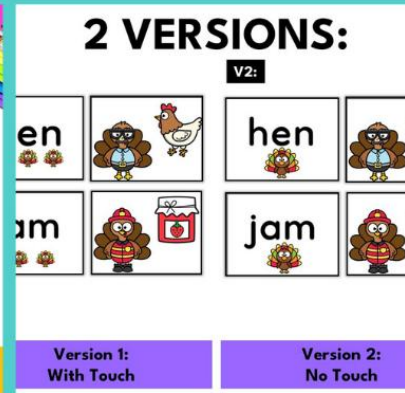 2 VERSIONS:
V2:
en
hen
am
jam
Version 1:
With Touch
Version 2:
No Touch